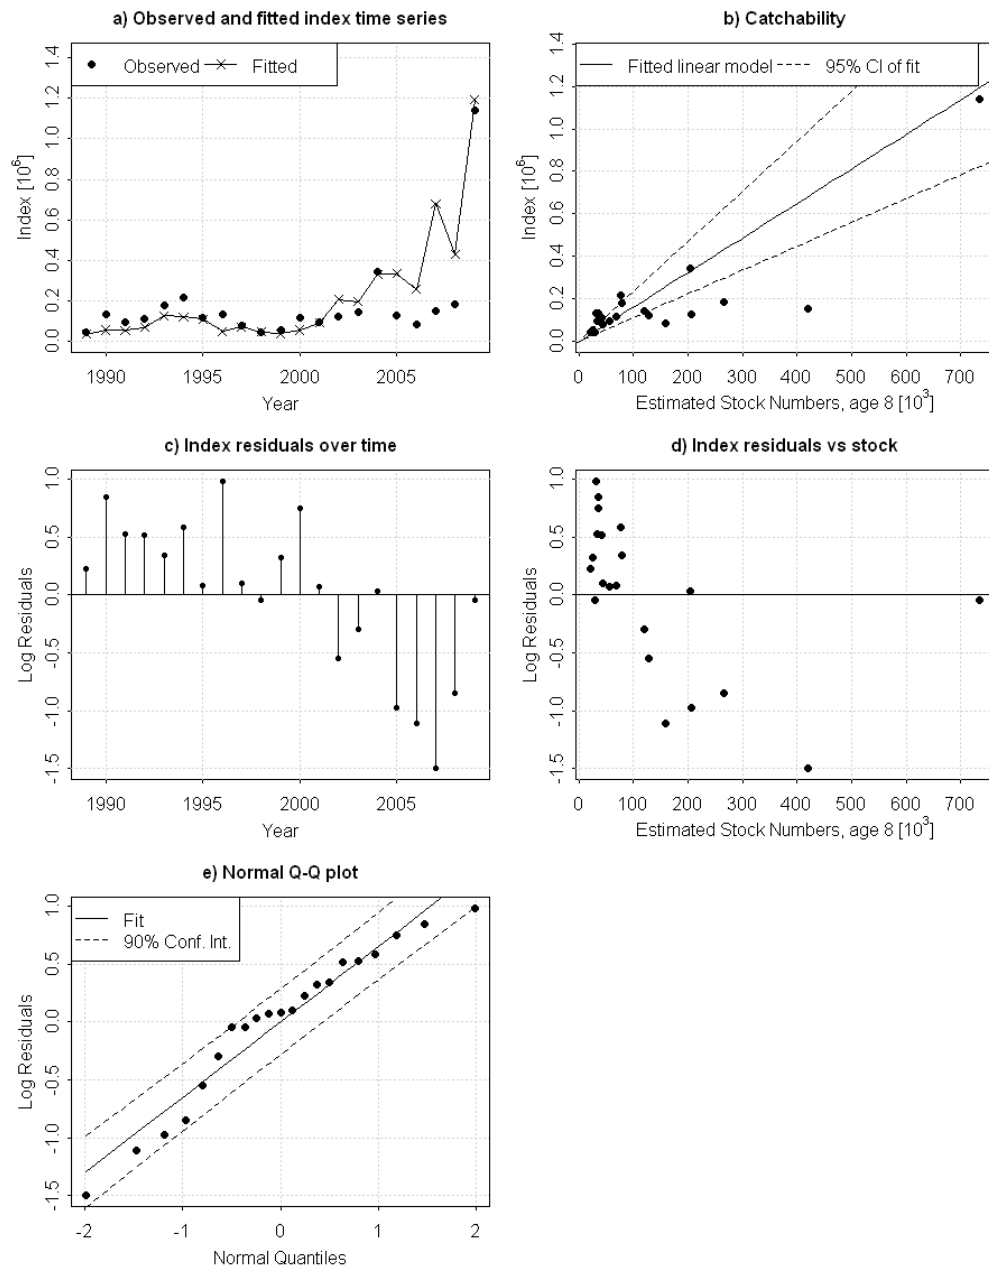 a) Observed and fitted index time series
Observed Fitted
Index [10^6]
0.0 0.2 0.4 0.6 0.8 1.0 1.2 1.4
1990 1995 2000 2005
Year
b) Catchability
Fitted linear model 95% CI of fit
Index [10^6]
0.0 0.2 0.4 0.6 0.8 1.0 1.2 1.4
0 100 200 300 400 500 600 700
Estimated Stock Numbers, age 8 [10^3]
c) Index residuals over time
Log Residuals
-1.5 -1.0 -0.5 0.0 0.5 1.0
1990 1995 2000 2005
Year
d) Index residuals vs stock
Log Residuals
-1.5 -1.0 -0.5 0.0 0.5 1.0
0 100 200 300 400 500 600 700
Estimated Stock Numbers, age 8 [10^3]
e) Normal Q-Q plot
Fit
90% Conf. Int.
Log Residuals
-1.5 -1.0 -0.5 0.0 0.5 1.0
-2 -1 0 1 2
Normal Quantiles